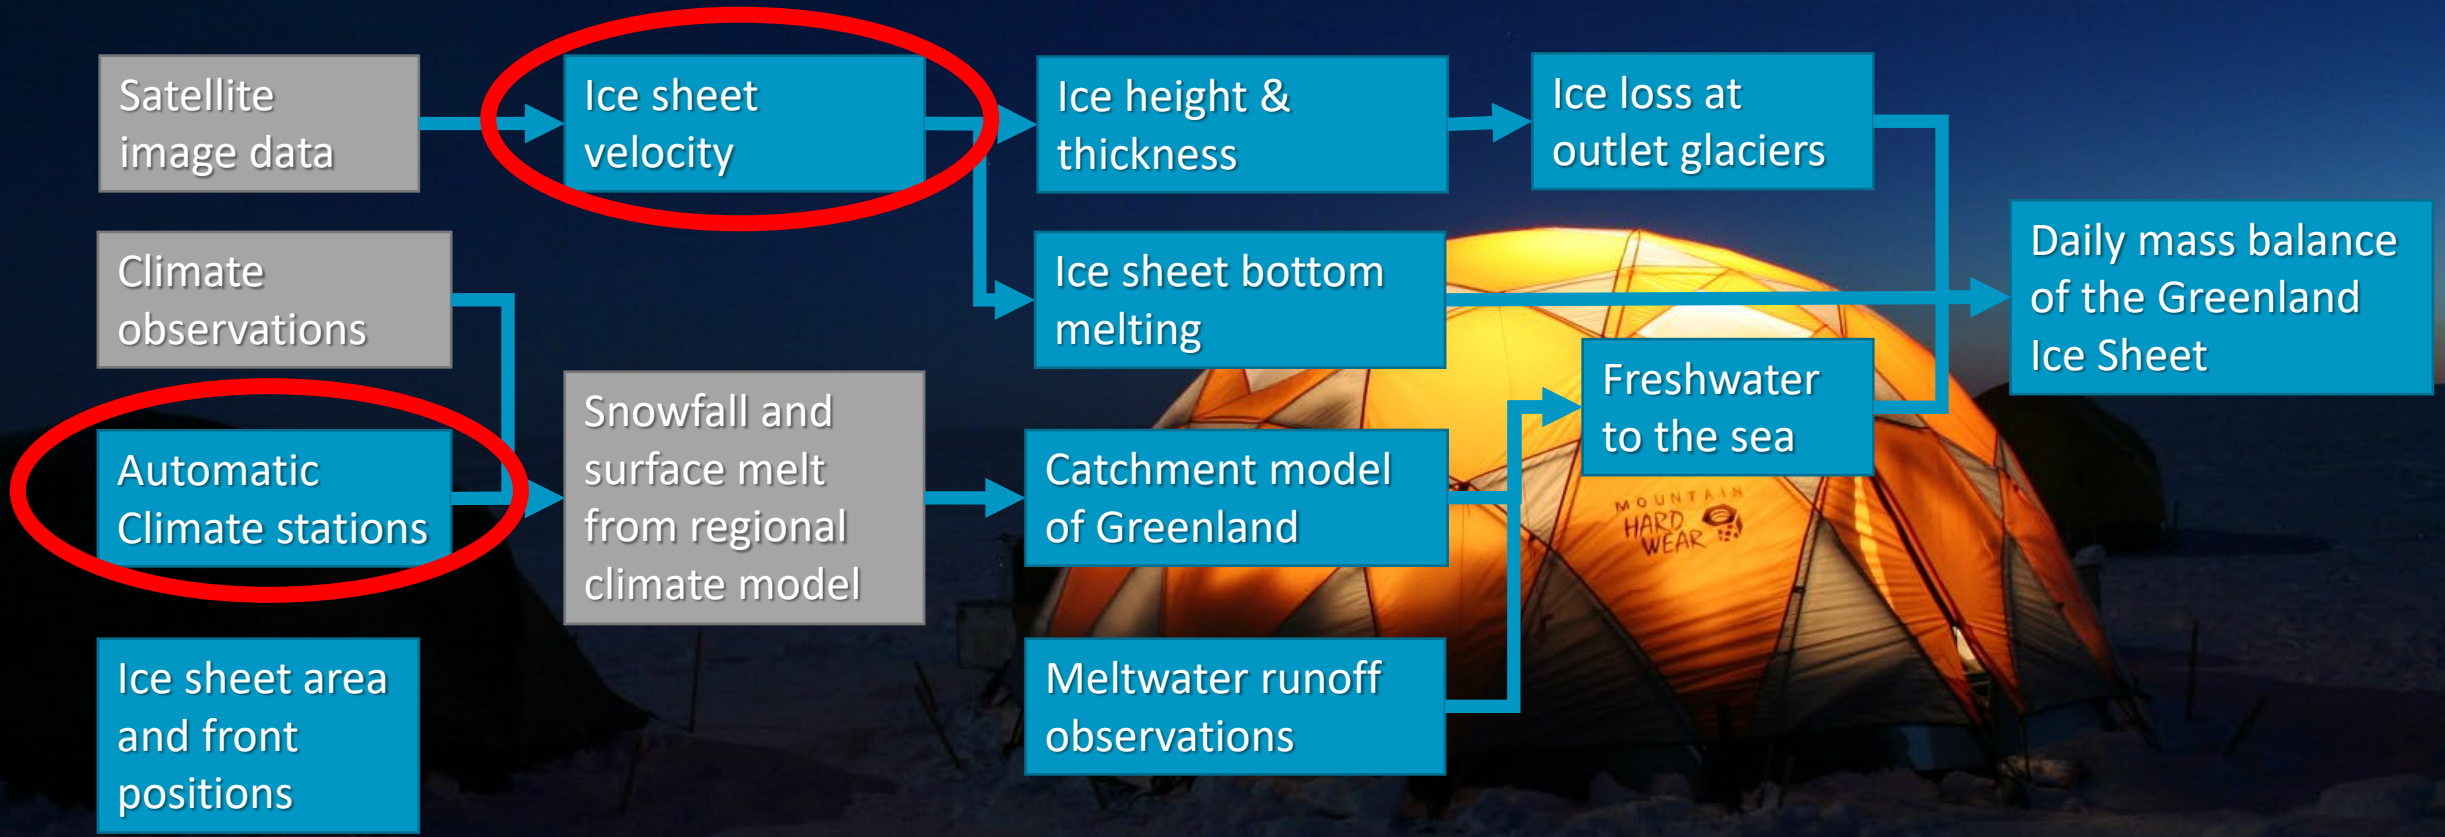 Satellite
image data
Ice sheet
velocity
Ice height &
thickness
Ice loss at
outlet glaciers
Climate
observations
Ice sheet bottom
melting
Daily mass balance
of the Greenland
Ice Sheet
Automatic
Climate stations
Snowfall and
surface melt
from regional
climate model
Catchment model
of Greenland
Freshwater
to the sea
MOUNTAIN
HARD
WEAR
Ice sheet area
and front
positions
Meltwater runoff
observations